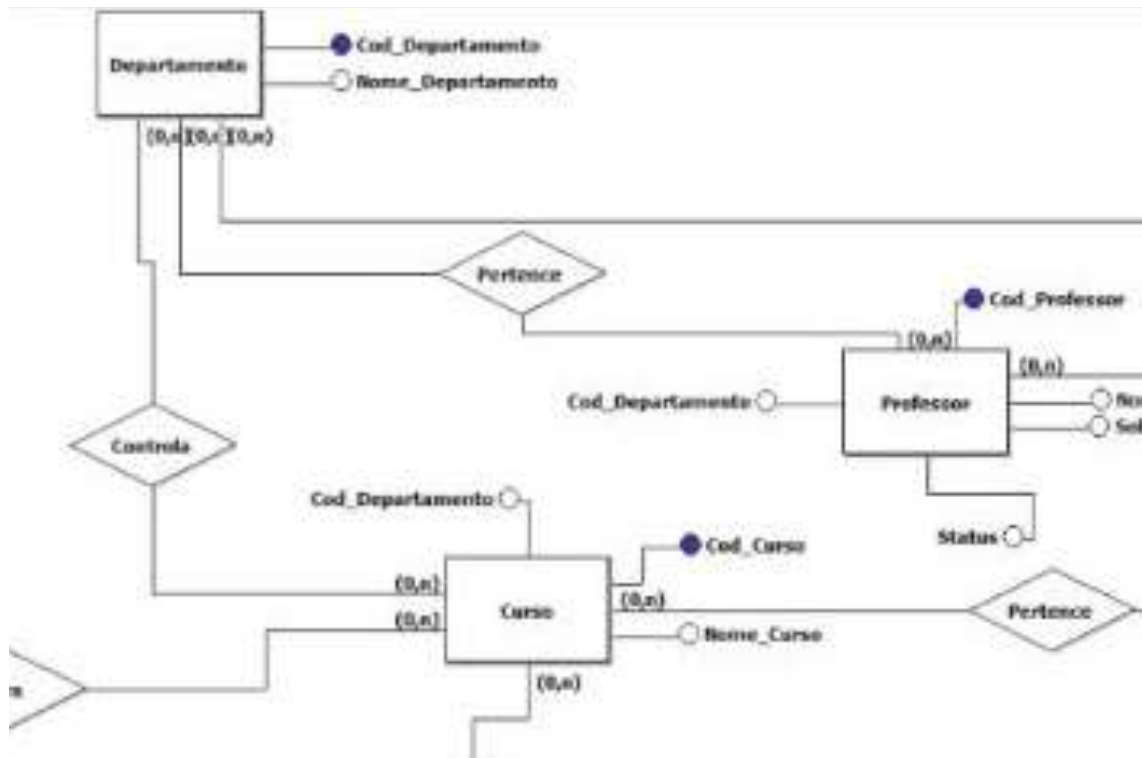 Cod_Departamento
Departamento
Nome_Departamento
(0,n)
(0,n)
(0,n)
Pertence
Cod_Professor
(0,n)
(0,n)
Cod_Departamento
Professor
Controla
Cod_Departamento
Status
Cod_Curso
(0,n)
(0,n)
Curso
Pertence
(0,n)
Nome_Curso
(0,n)